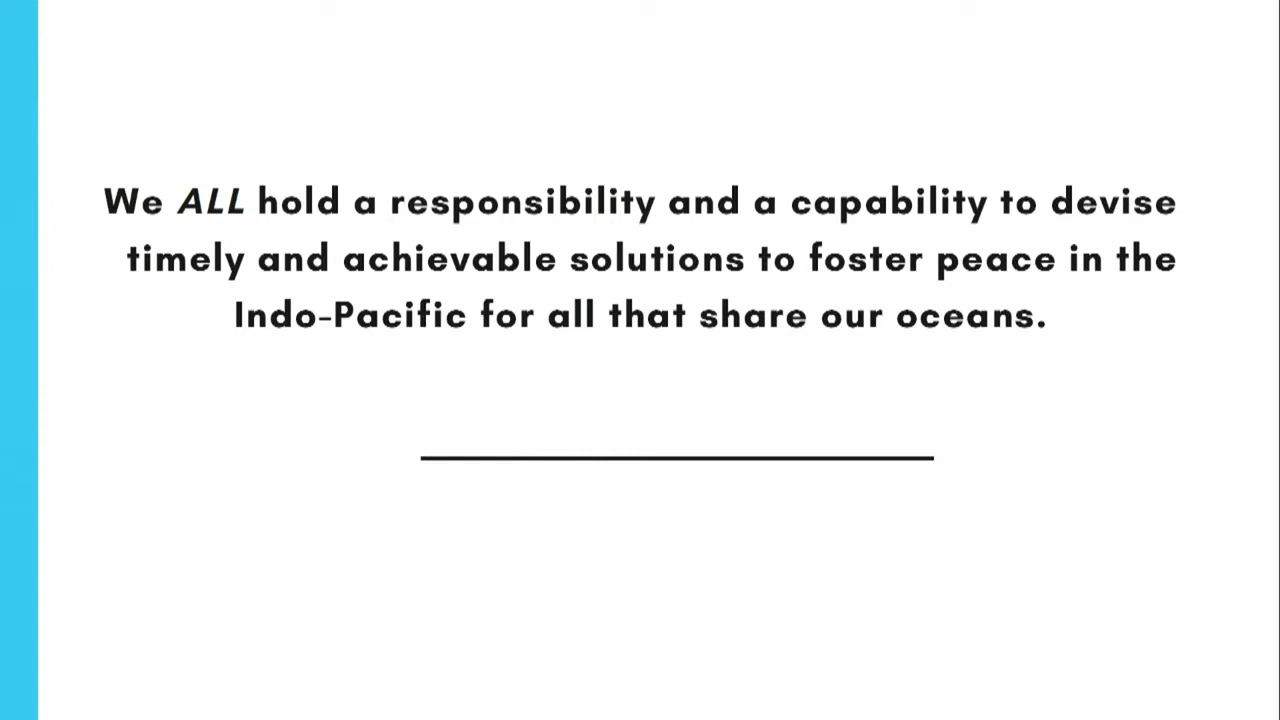 We ALL hold a responsibility and a capability to devise
timely and achievable solutions to foster peace in the
Indo-Pacific for all that share our oceans.